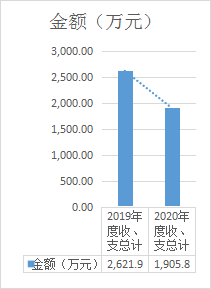 金额（万元）
3,000.00
2,500.00
2,000.00
1,500.00
1,000.00
500.00
0.00
2019年
度收、
支总计
2020年
度收、
支总计
金额（万元） 2,621.9 1,905.8